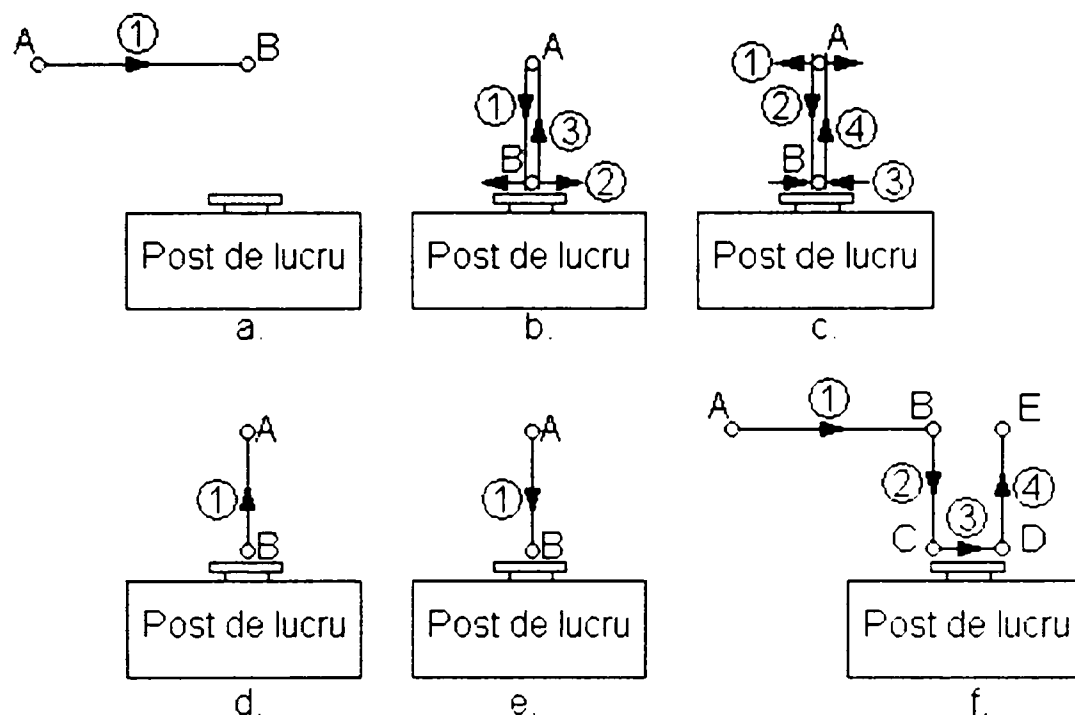 A ① B
A
① ③
B
②
① A
② ④
B
③
Post de lucru
Post de lucru
Post de lucru
a.
b.
c.
A
①
B
A
①
B
A ① B E
② ③ ④
C D
Post de lucru
Post de lucru
Post de lucru
d.
e.
f.